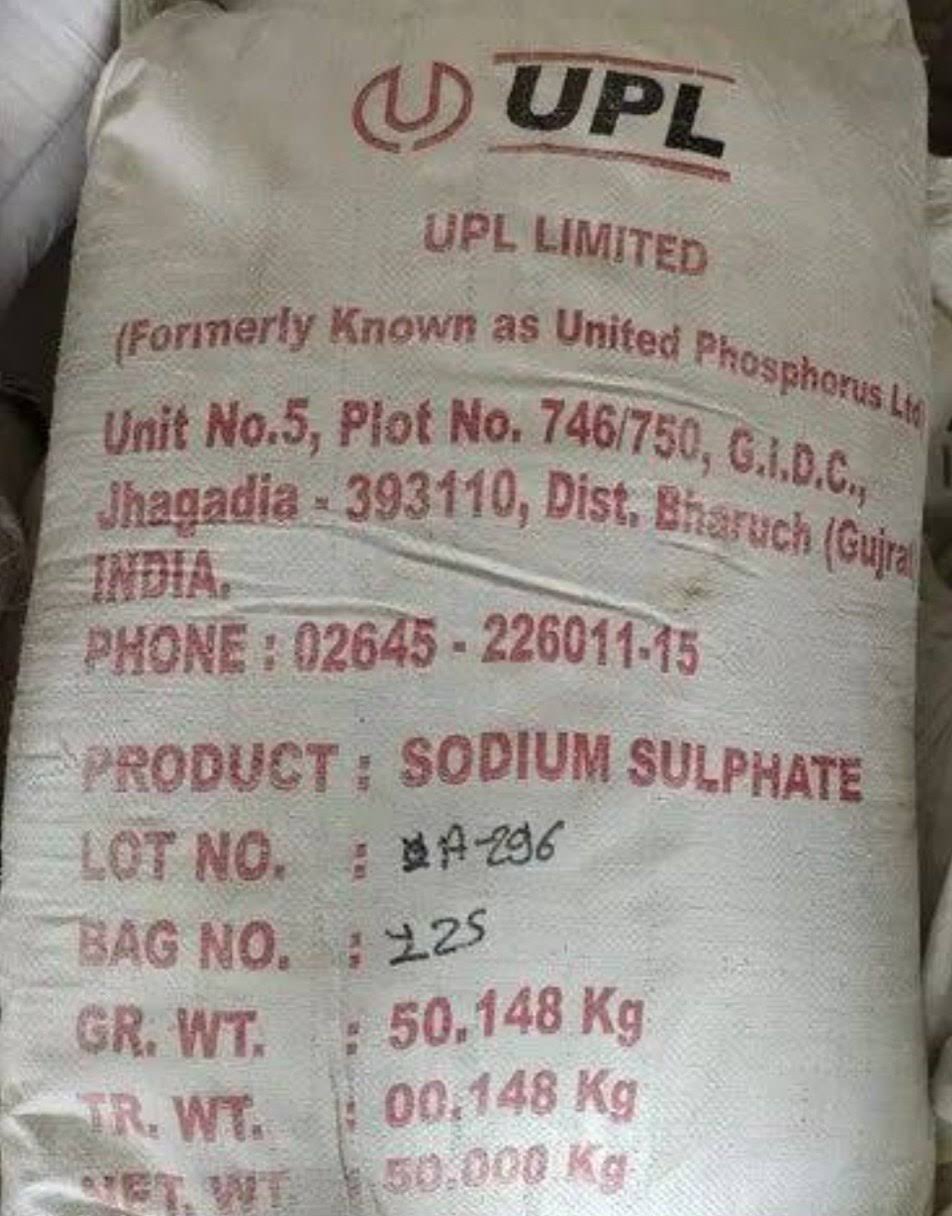 U UPL
UPL LIMITED
(Formerly Known as United Phosphorus Ltd)
Unit No.5, Plot No. 746/750, G.I.D.C.,
Jhagadia - 393110, Dist. Bharuch (Gujrat
INDIA.
PHONE : 02645 - 226011-15
PRODUCT : SODIUM SULPHATE
LOT NO. : A-296
BAG NO. : 125
GR. WT. : 50.148 Kg
TR. WT. : 00.148 Kg
NET. WT : 50.000 Kg